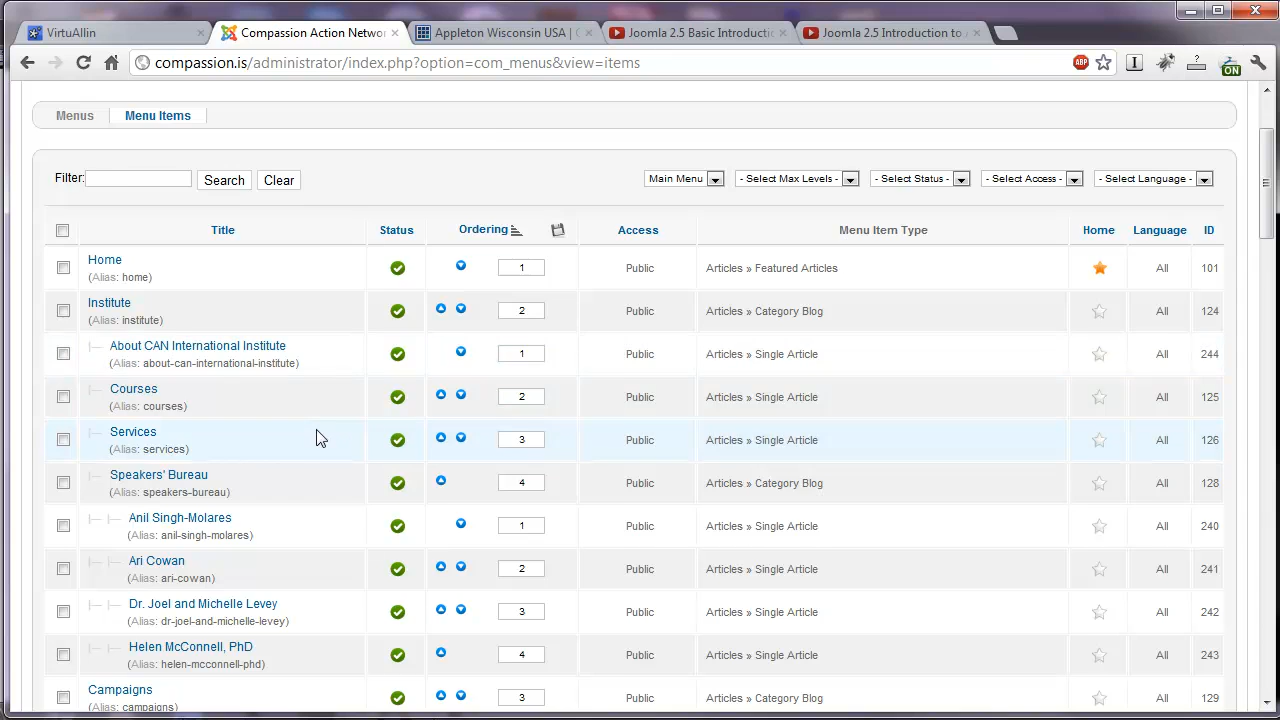 VirtuAllin
Compassion Action Networ
Appleton Wisconsin USA | C
Joomla 2.5 Basic Introducti
Joomla 2.5 Introduction to
compassion.is/administrator/index.php?option=com_menus&view=items
ABP
I
?
ON
Menus
Menu Items
Filter:
Search
Clear
Main Menu
- Select Max Levels -
- Select Status -
- Select Access -
- Select Language -
Title Status Ordering Access Menu Item Type Home Language ID
Home
(Alias: home)
1 Public Articles » Featured Articles All 101
Institute
(Alias: institute)
2 Public Articles » Category Blog All 124
About CAN International Institute
(Alias: about-can-international-institute)
1 Public Articles » Single Article All 244
Courses
(Alias: courses)
2 Public Articles » Single Article All 125
Services
(Alias: services)
3 Public Articles » Single Article All 126
Speakers' Bureau
(Alias: speakers-bureau)
4 Public Articles » Category Blog All 128
Anil Singh-Molares
(Alias: anil-singh-molares)
1 Public Articles » Single Article All 240
Ari Cowan
(Alias: ari-cowan)
2 Public Articles » Single Article All 241
Dr. Joel and Michelle Levey
(Alias: dr-joel-and-michelle-levey)
3 Public Articles » Single Article All 242
Helen McConnell, PhD
(Alias: helen-mcconnell-phd)
4 Public Articles » Single Article All 243
Campaigns
(Alias: campaigns)
3 Public Articles » Category Blog All 129